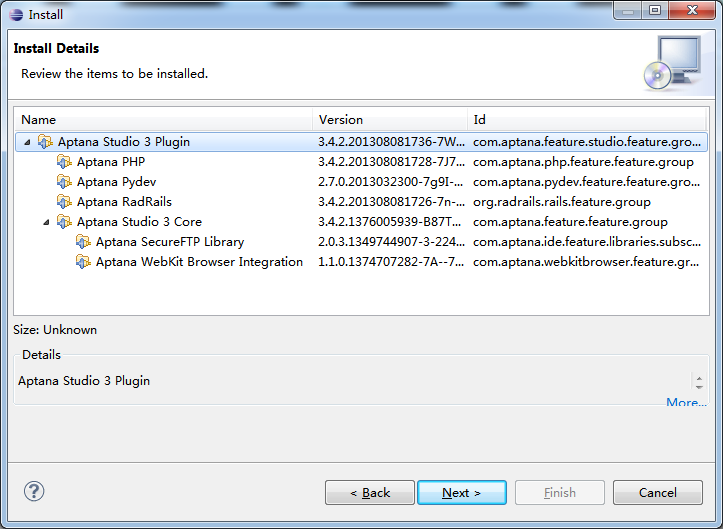 Install
Install Details
Review the items to be installed.
Name Version Id
Aptana Studio 3 Plugin 3.4.2.201308081736-7W... com.aptana.feature.studio.feature.gro...
Aptana PHP 3.4.2.201308081728-7J7... com.aptana.php.feature.feature.group
Aptana Pydev 2.7.0.2013032300-7g9I-... com.aptana.pydev.feature.feature.gro...
Aptana RadRails 3.4.2.201308081726-7n-... org.radrails.rails.feature.group
Aptana Studio 3 Core 3.4.2.1376005939-B87T... com.aptana.feature.feature.group
Aptana SecureFTP Library 2.0.3.1349744907-3-224... com.aptana.ide.feature.libraries.subsc...
Aptana WebKit Browser Integration 1.1.0.1374707282-7A--7... com.aptana.webkitbrowser.feature.gr...
Size: Unknown
Details
Aptana Studio 3 Plugin
More...
? < Back Next > Finish Cancel